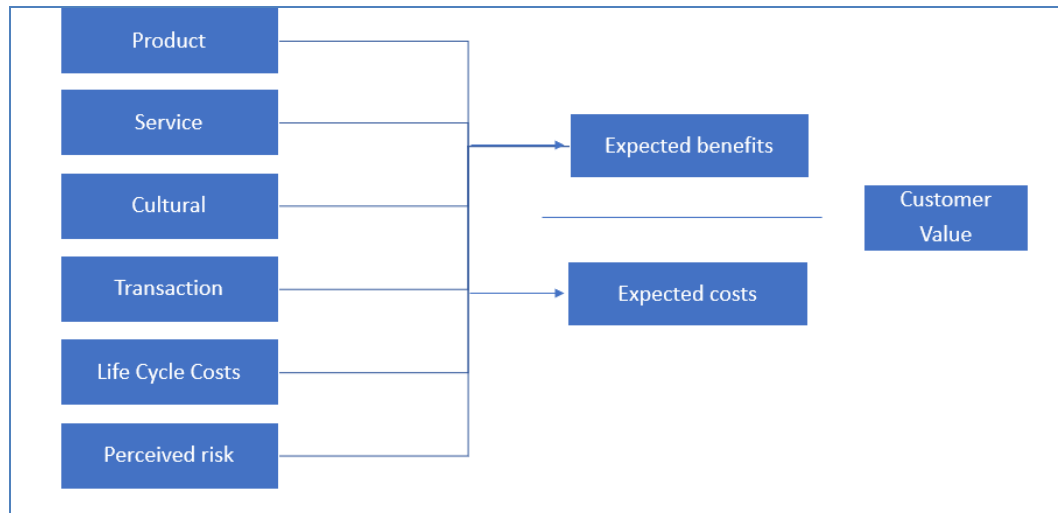 Product
Service
Cultural
Transaction
Life Cycle Costs
Perceived risk
Expected benefits
Expected costs
Customer
Value